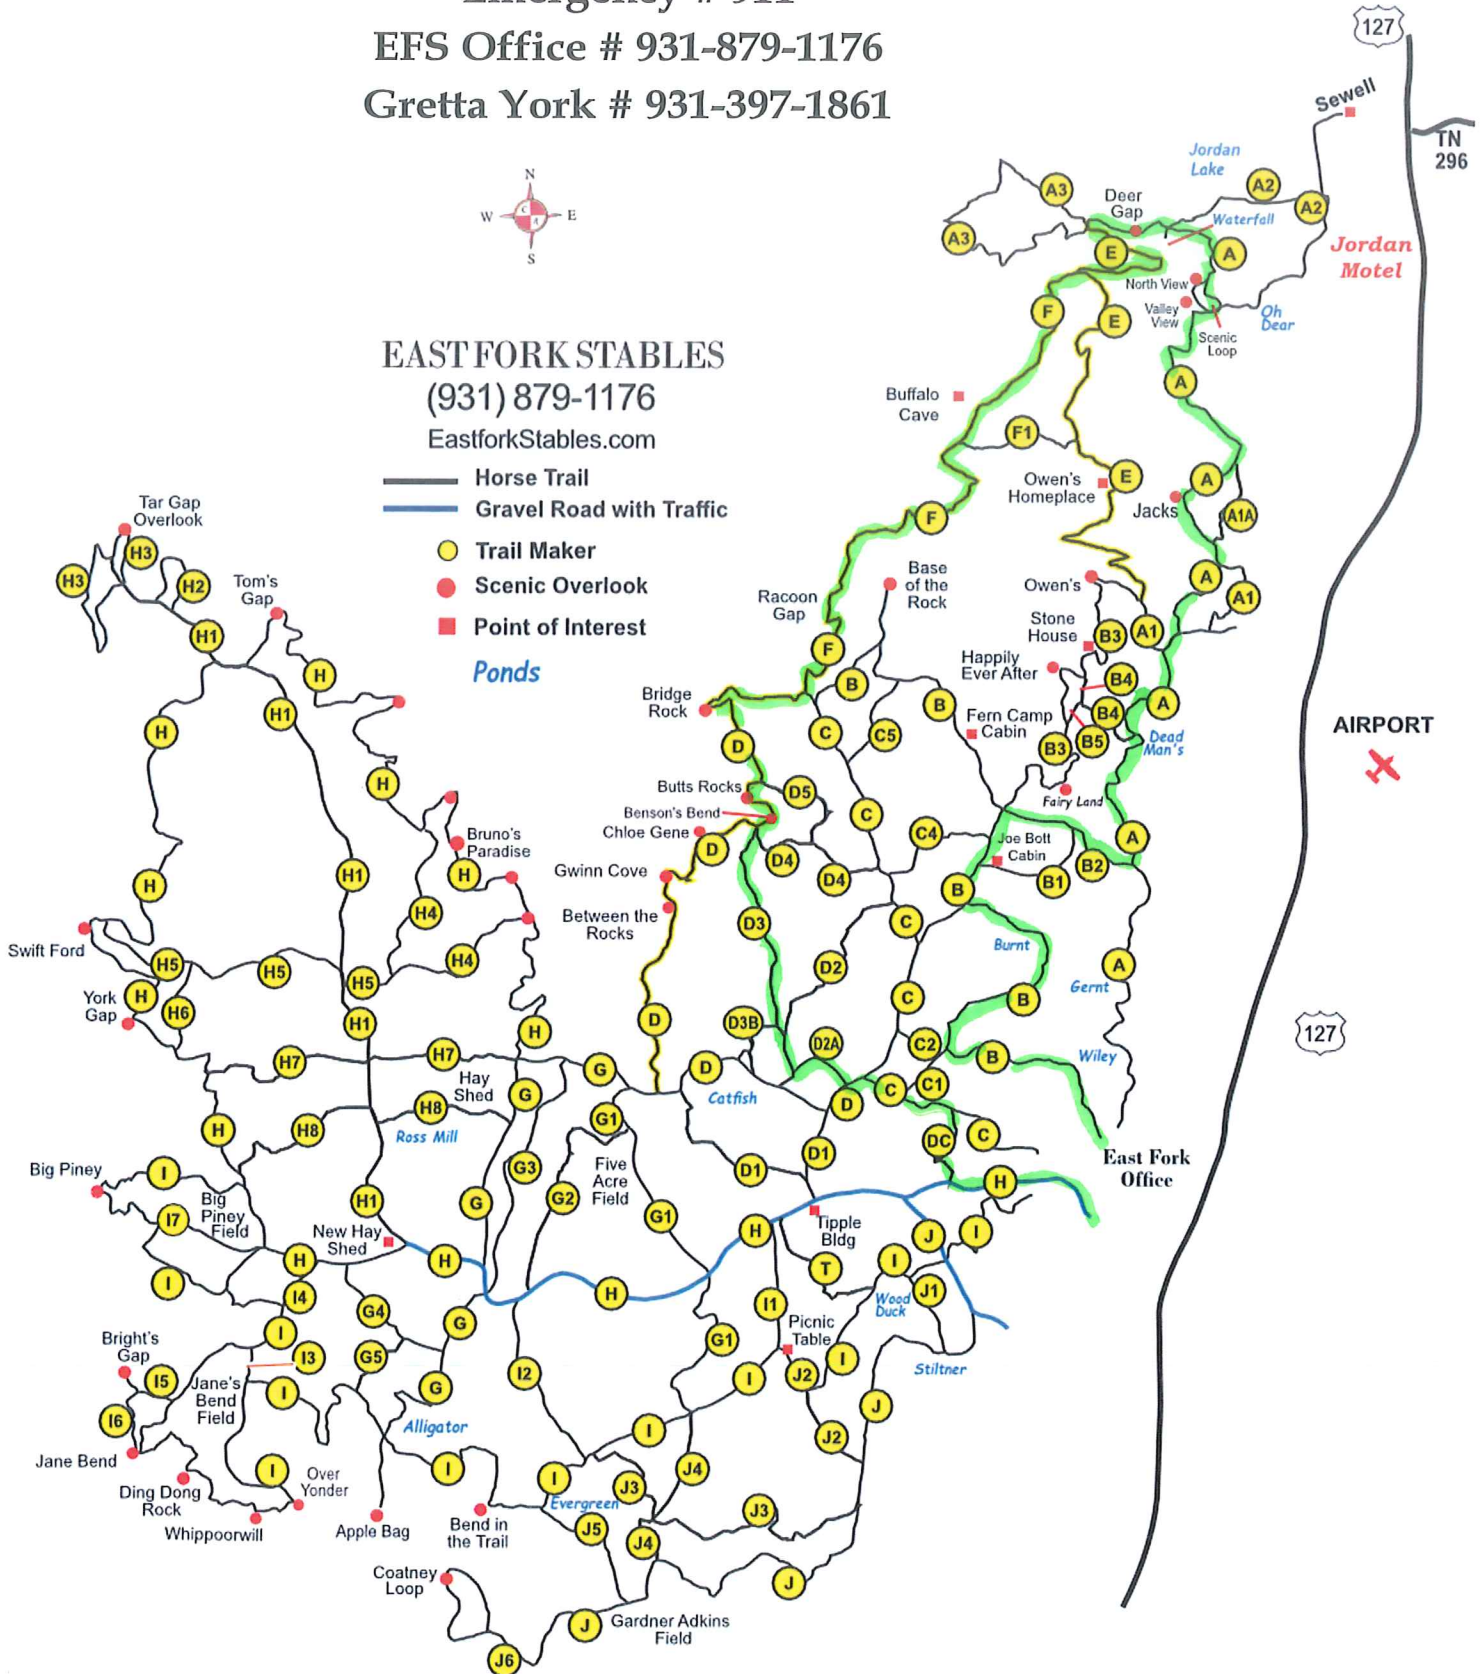 Emergency # 911
EFS Office # 931-879-1176
Gretta York # 931-397-1861
127
Sewell
TN
296
Jordan
Lake
A2
A2
A3
A3
Deer
Gap
Waterfall
Jordan
Motel
N
W
E
S
C
A
E
A
North View
Valley
View
Oh
Dear
Scenic
Loop
F
E
A
EAST FORK STABLES
(931) 879-1176
EastforkStables.com
Horse Trail
Gravel Road with Traffic
Trail Maker
Scenic Overlook
Point of Interest
Ponds
Buffalo
Cave
F1
Owen's
Homeplace
E
A
Jacks
A1A
F
Tar Gap
Overlook
H3
H3
H2
Tom's
Gap
H1
H
H
H1
Base
of the
Rock
Racoon
Gap
Owen's
A
A1
Stone
House
B3
A1
F
Happily
Ever After
B4
B
Bridge
Rock
B
A
B4
Fern Camp
Cabin
C
C5
D
B3
B5
Dead
Man's
AIRPORT
H
Butts Rocks
D5
Fairy Land
Benson's Bend
C
Chloe Gene
Bruno's
Paradise
D
C4
Joe Bott
Cabin
A
D4
B2
H
H1
H
Gwinn Cove
D4
B1
B
H4
Between the
Rocks
D3
C
Swift Ford
Burnt
H5
H5
H4
D2
A
H5
York
Gap
H
H6
C
B
Gernt
H1
H
D
D3B
D2A
C2
127
H7
H7
Hay
Shed
G
D
B
Wiley
G
Catfish
C
C1
H
H8
H8
Ross Mill
G1
D
DC
C
D1
East Fork
Office
Big Piney
I
G3
Five
Acre
Field
D1
H
Big
Piney
Field
H1
G
G2
G1
I7
New Hay
Shed
H
Tipple
Bldg
J
I
H
H
I
I4
H
T
I
J1
Wood
Duck
G4
G
I1
I
Picnic
Table
Bright's
Gap
I3
G5
G1
I
Stiltner
I5
I
Jane's
Bend
Field
G
I2
I
J2
J
I6
Alligator
I
J2
Jane Bend
I
Over
Yonder
I
I
J4
Ding Dong
Rock
Evergreen
J3
J3
Whippoorwill
Apple Bag
Bend in
the Trail
J5
J4
Coatney
Loop
J
J
Gardner Adkins
Field
J6